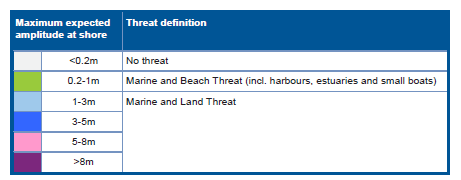 Maximum expected Threat definition
amplitude at shore
<0.2m No threat
0.2-1m Marine and Beach Threat (incl. harbours, estuaries and small boats)
1-3m Marine and Land Threat
3-5m
5-8m
>8m